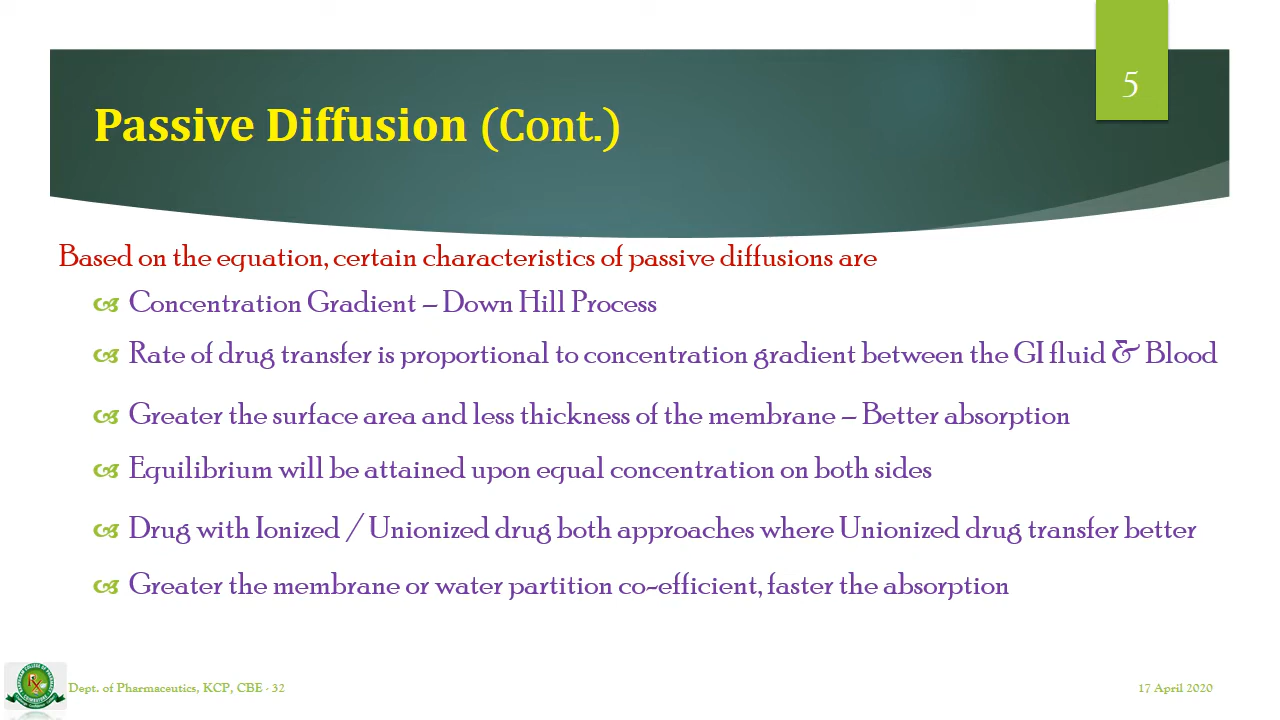 5
Passive Diffusion (Cont.)
Based on the equation, certain characteristics of passive diffusions are
Concentration Gradient – Down Hill Process
Rate of drug transfer is proportional to concentration gradient between the GI fluid & Blood
Greater the surface area and less thickness of the membrane – Better absorption
Equilibrium will be attained upon equal concentration on both sides
Drug with Ionized / Unionized drug both approaches where Unionized drug transfer better
Greater the membrane or water partition co-efficient, faster the absorption
Dept. of Pharmaceutics, KCP, CBE - 32
17 April 2020